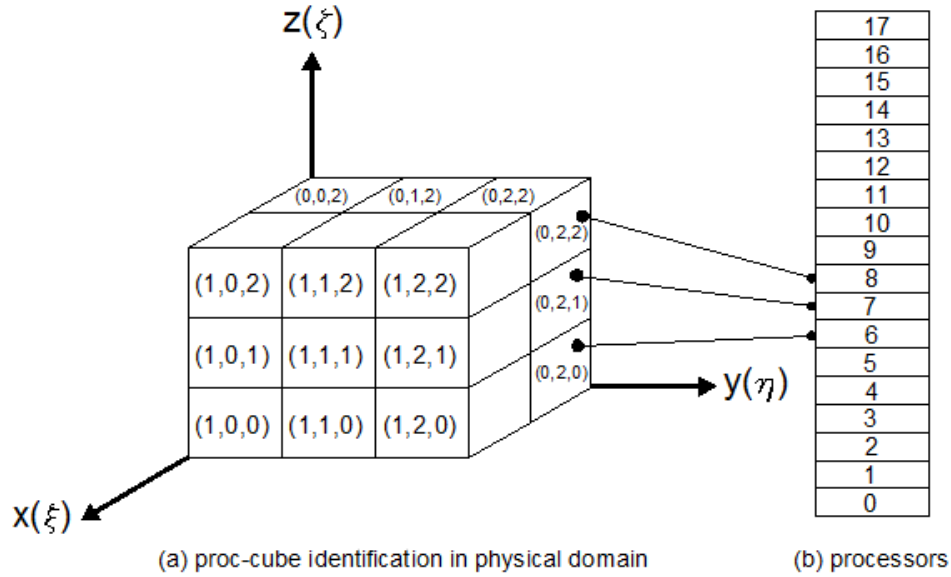 z(ζ)
(0,0,2) (0,1,2) (0,2,2)
(0,2,2)
(1,0,2) (1,1,2) (1,2,2)
(0,2,1)
(1,0,1) (1,1,1) (1,2,1)
(0,2,0)
(1,0,0) (1,1,0) (1,2,0)
y(η)
x(ξ)
(a) proc-cube identification in physical domain
17
16
15
14
13
12
11
10
9
8
7
6
5
4
3
2
1
0
(b) processors